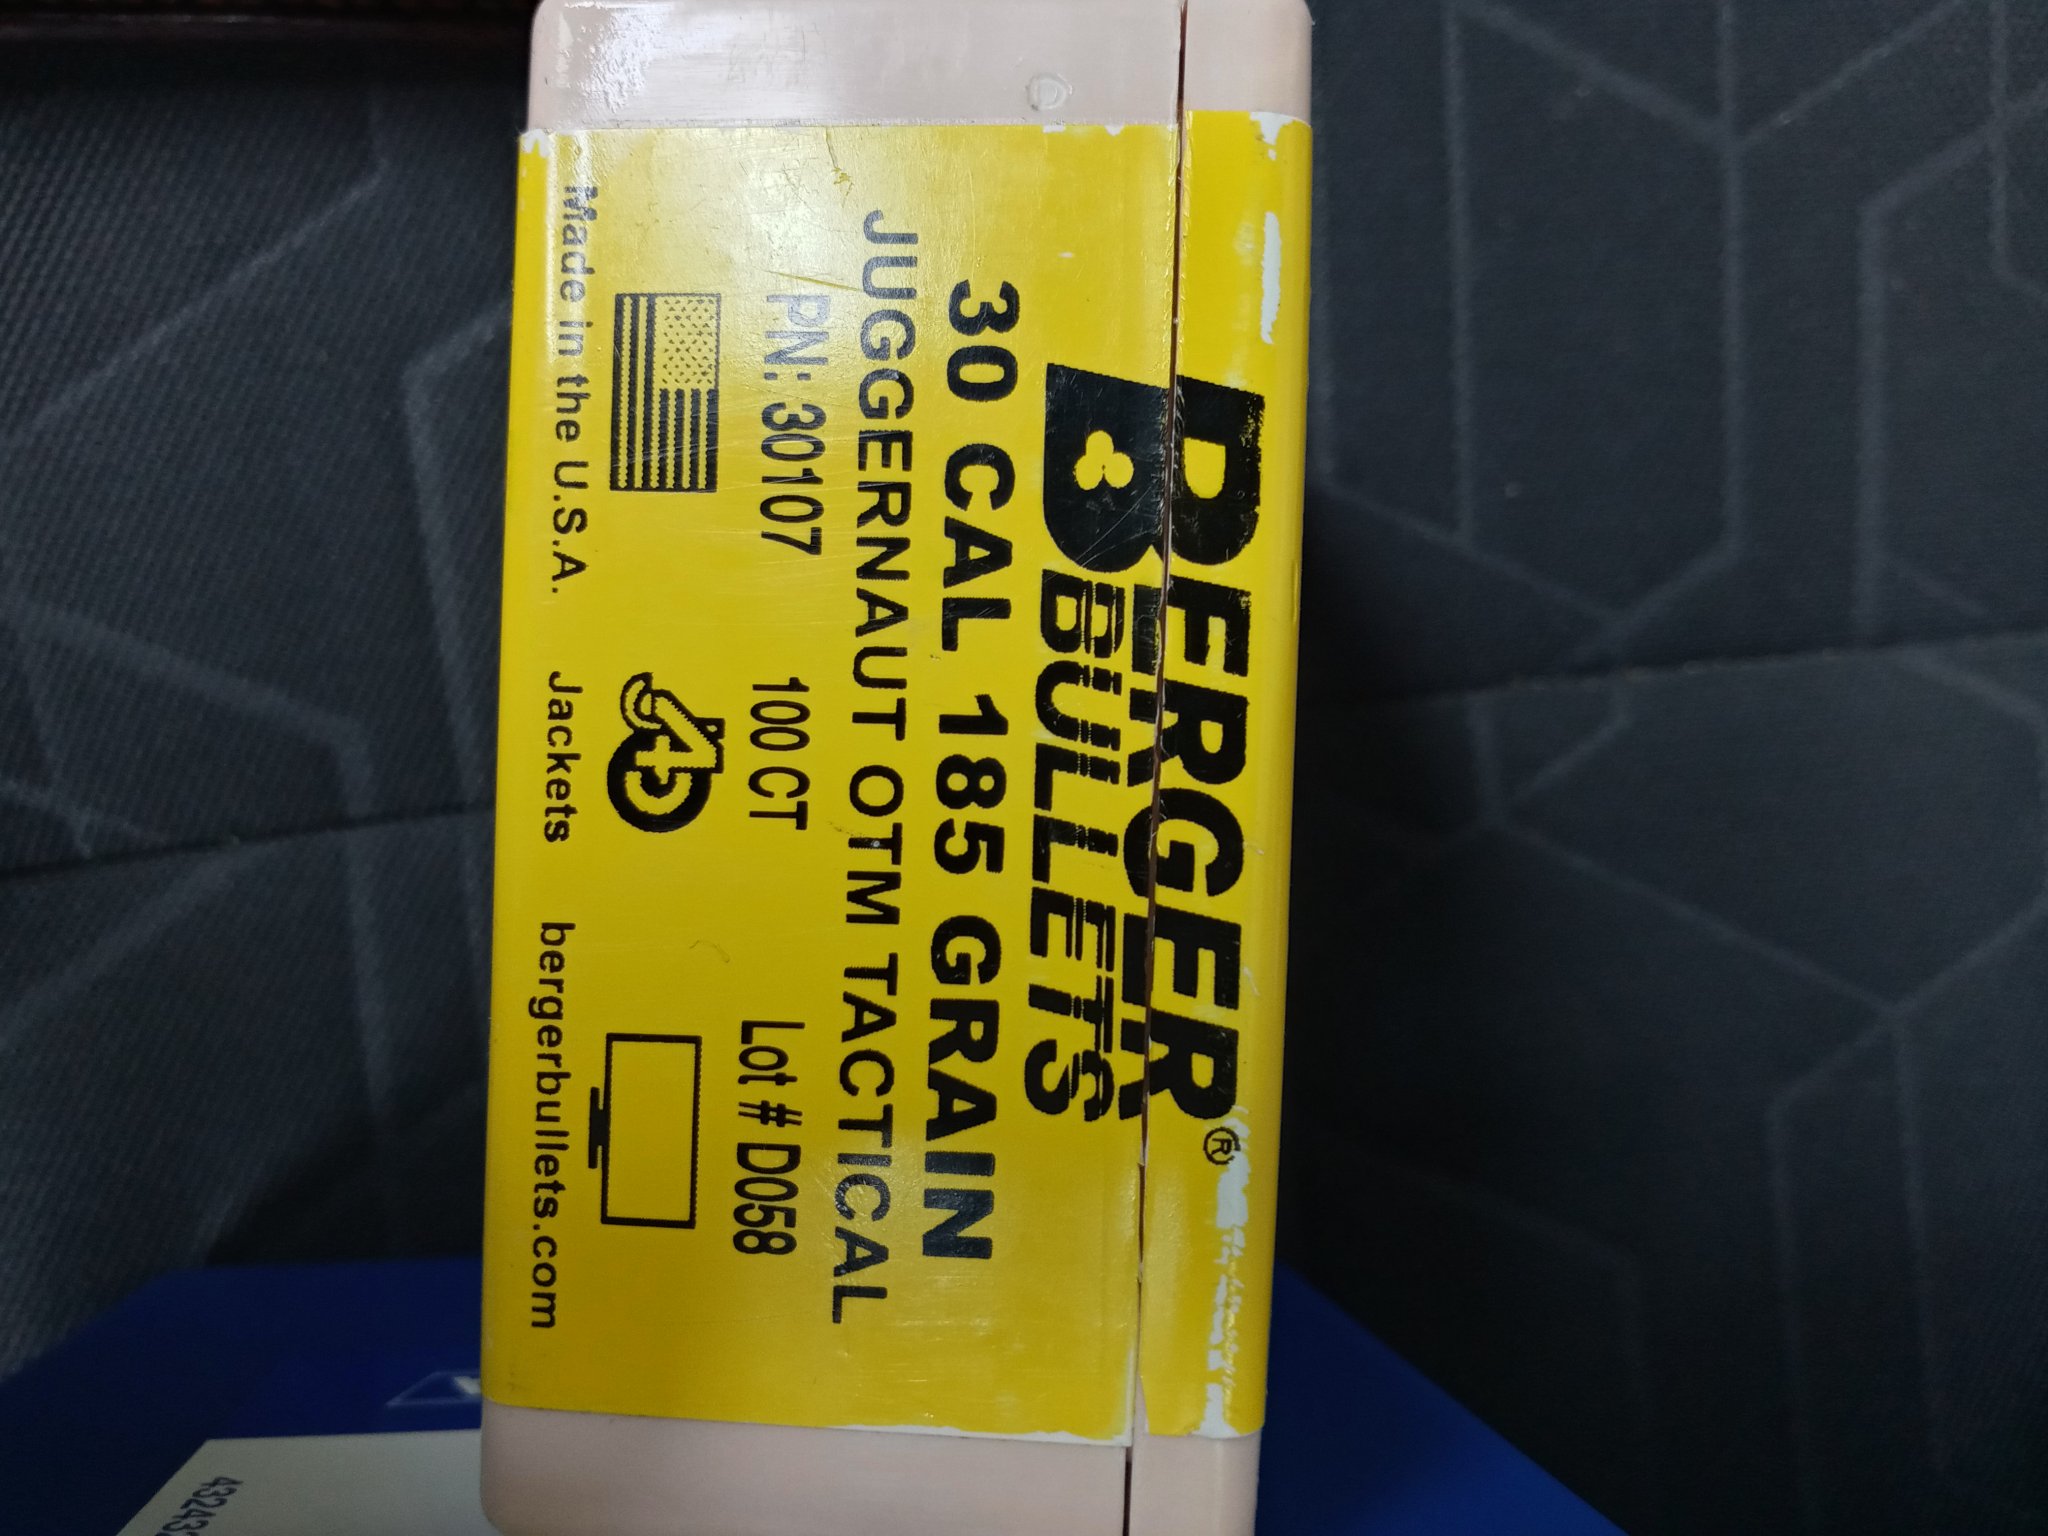 BERGER®
BULLETS
30 CAL 185 GRAIN
JUGGERNAUT OTM TACTICAL
PN: 30107 100 CT Lot # D058
Made in the U.S.A. Jackets bergerbullets.com